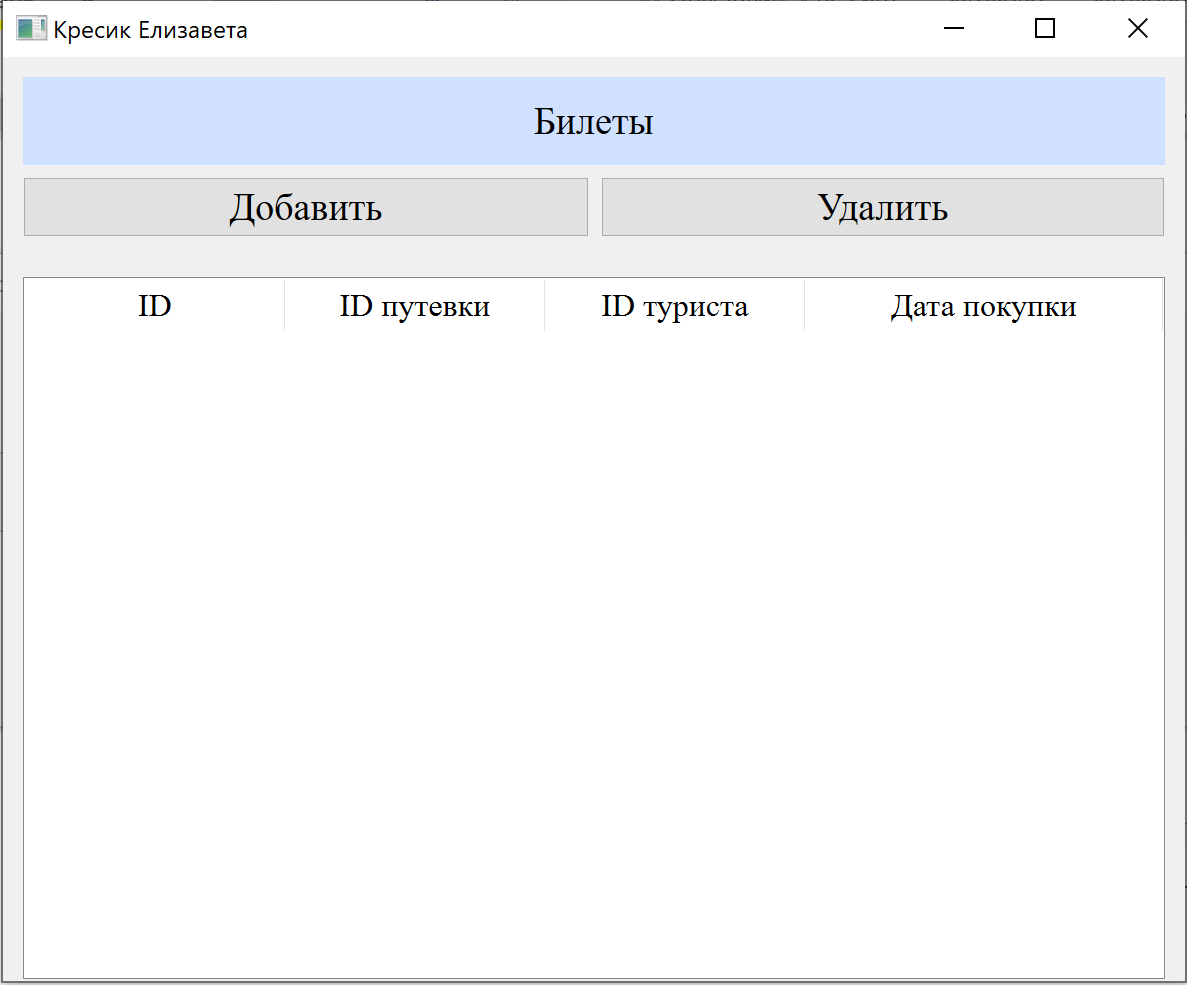 Кресик Елизавета
Билеты
Добавить Удалить
ID ID путевки ID туриста Дата покупки